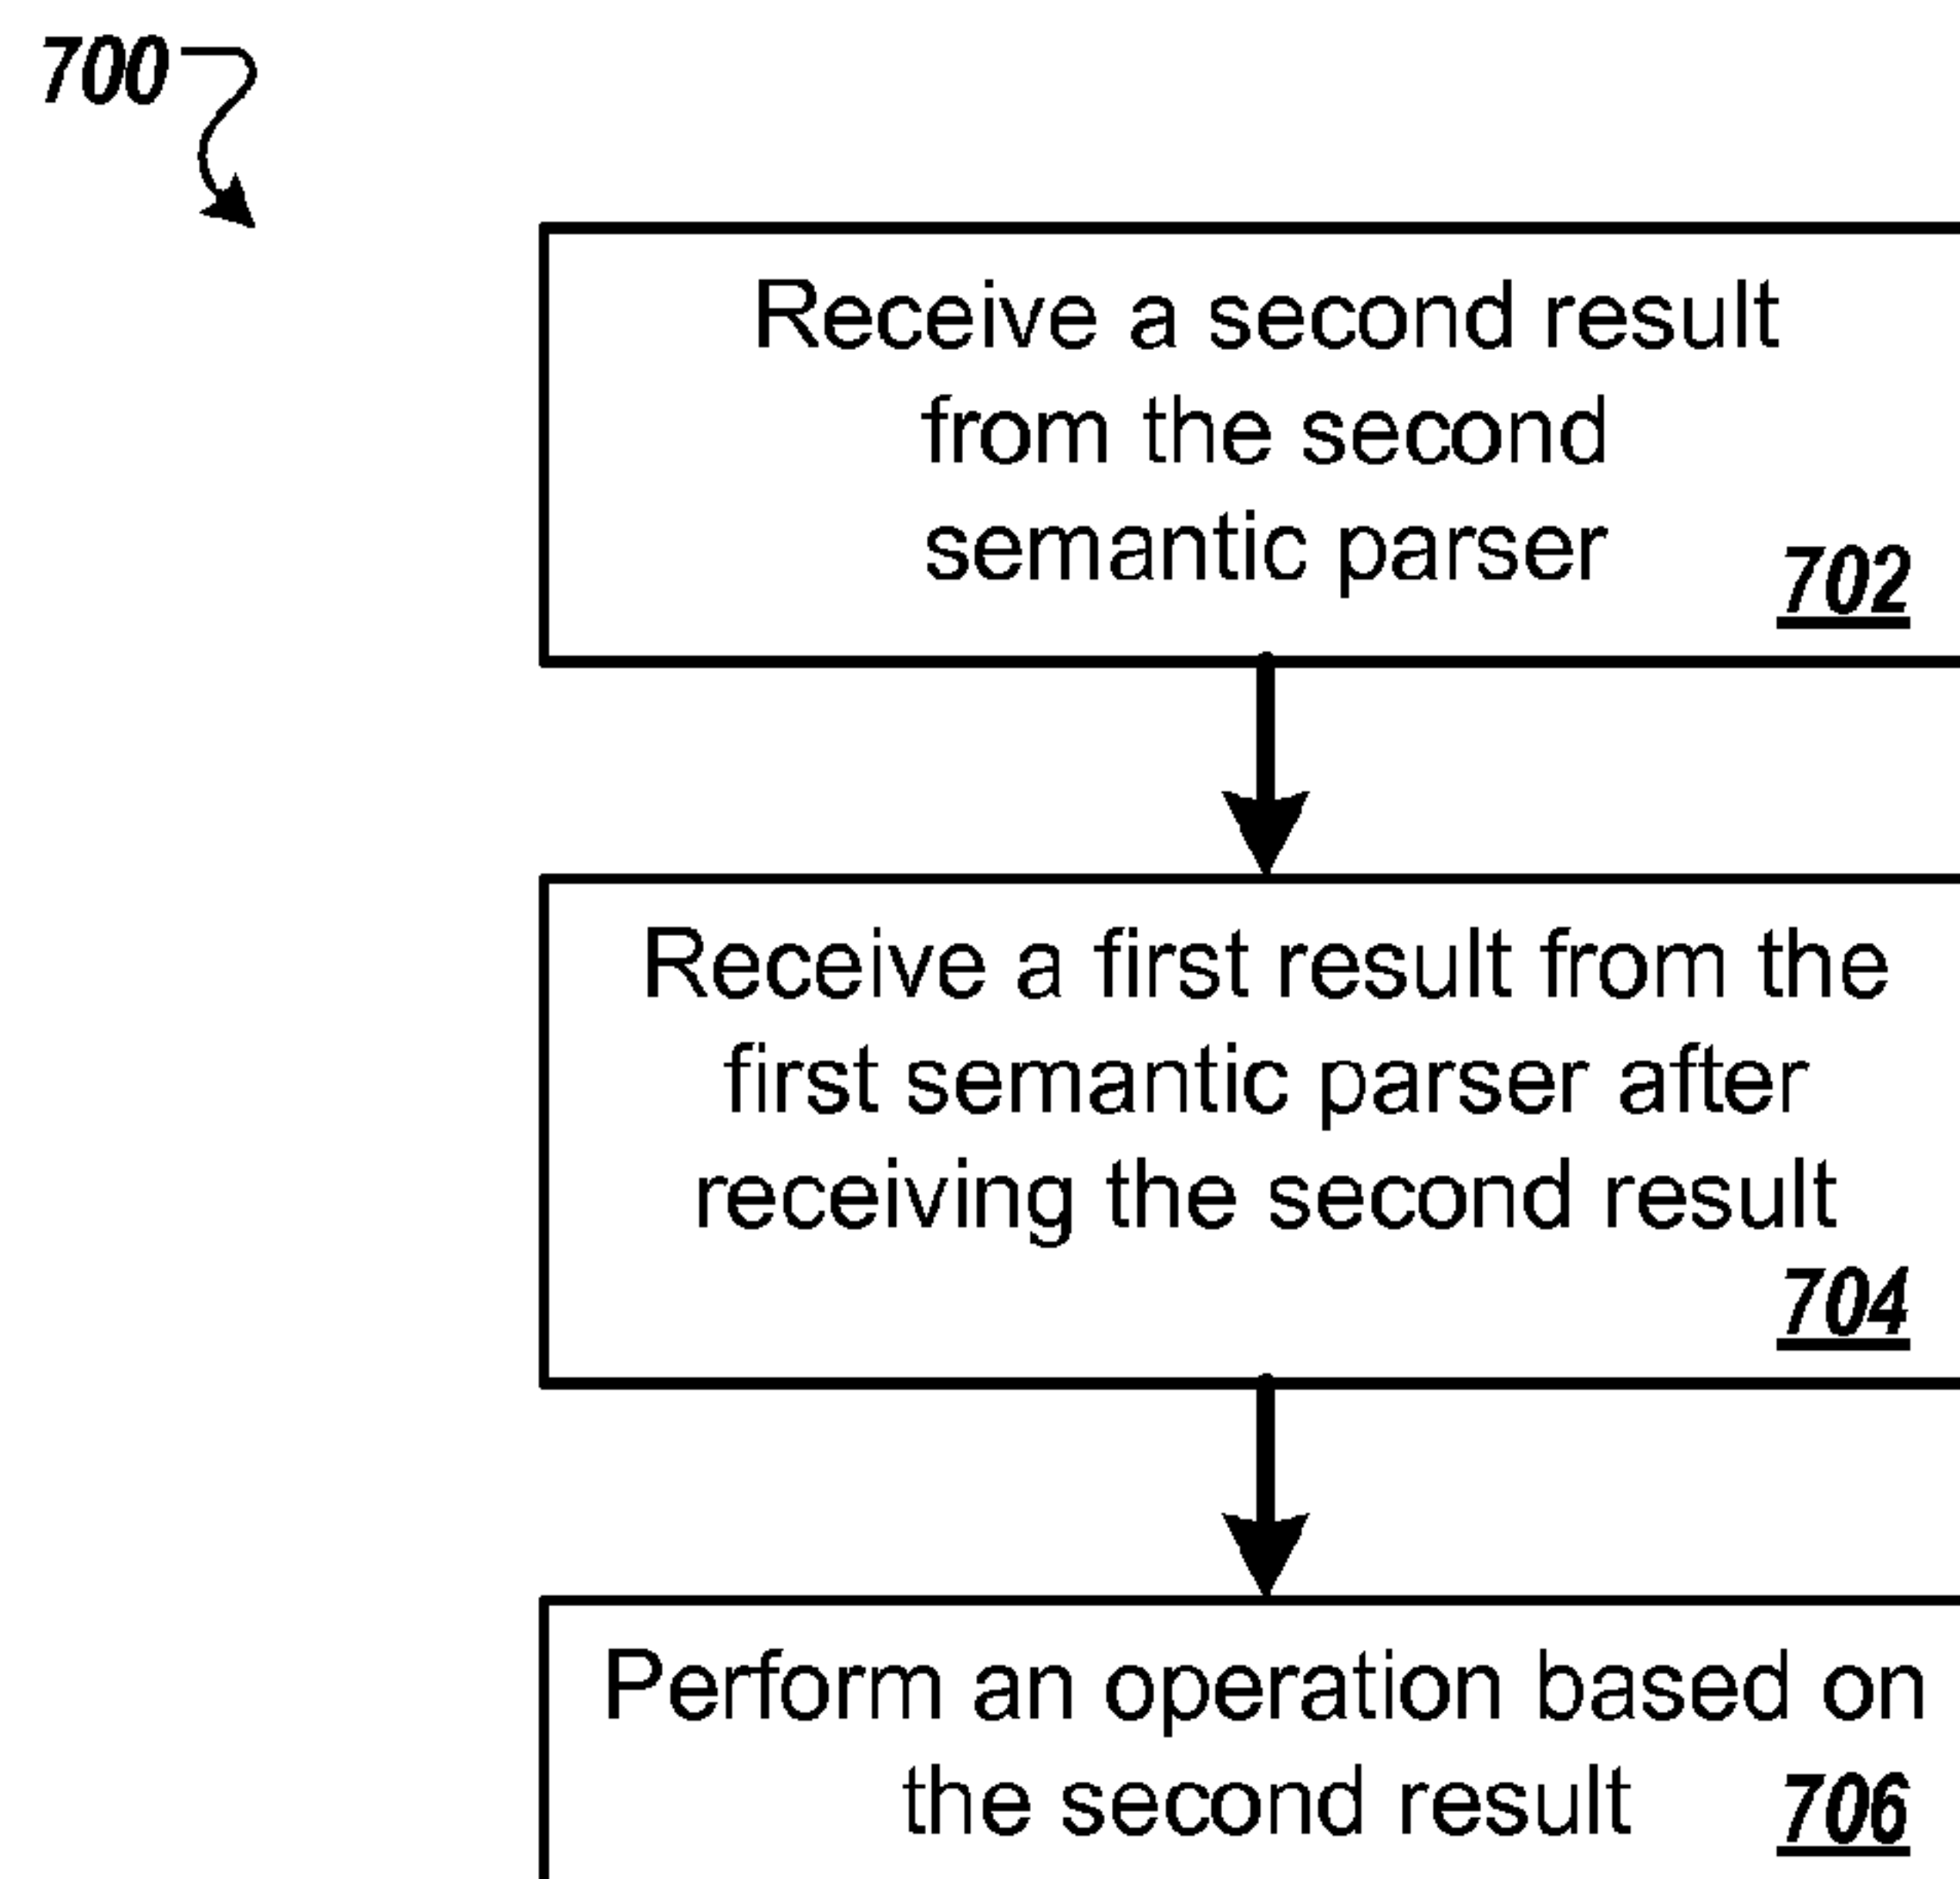 700
Receive a second result
from the second
semantic parser
702
Receive a first result from the
first semantic parser after
receiving the second result
704
Perform an operation based on
the second result
706